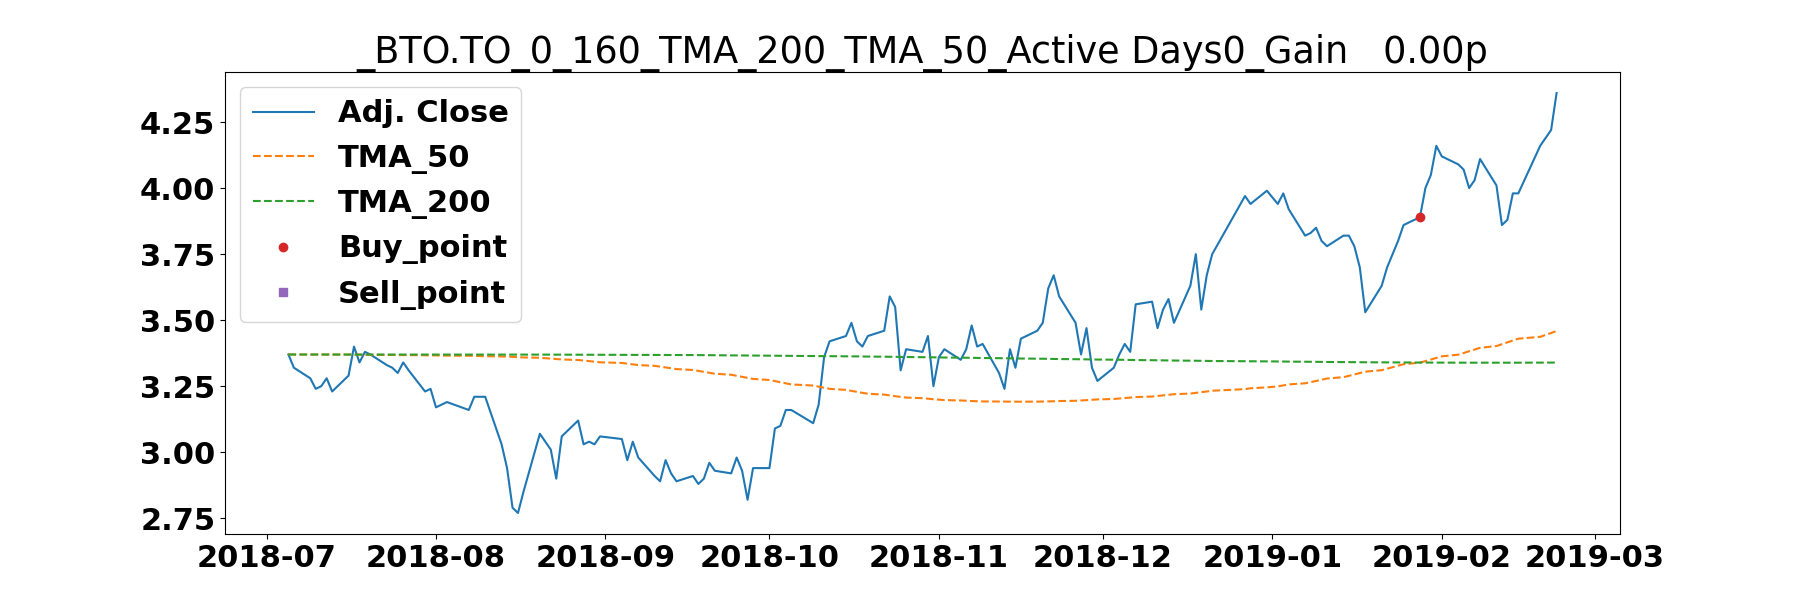 _BTO.TO_0_160_TMA_200_TMA_50_Active Days0_Gain   0.00p
Adj. Close
TMA_50
TMA_200
Buy_point
Sell_point
4.25
4.00
3.75
3.50
3.25
3.00
2.75
2018-07 2018-08 2018-09 2018-10 2018-11 2018-12 2019-01 2019-02 2019-03